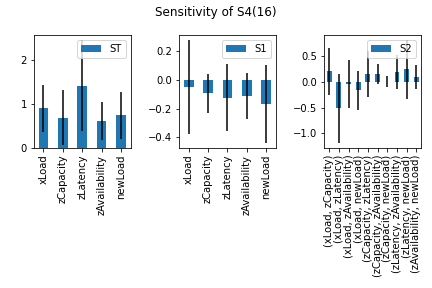 Sensitivity of S4(16)
ST
2
1
0
xLoad
zCapacity
zLatency
zAvailability
newLoad
S1
0.2
0.0
−0.2
−0.4
xLoad
zCapacity
zLatency
zAvailability
newLoad
S2
0.5
0.0
−0.5
−1.0
(xLoad, zCapacity)
(xLoad, zLatency)
(xLoad, zAvailability)
(xLoad, newLoad)
(zCapacity, zLatency)
(zCapacity, zAvailability)
(zCapacity, newLoad)
(zLatency, zAvailability)
(zLatency, newLoad)
(zAvailability, newLoad)